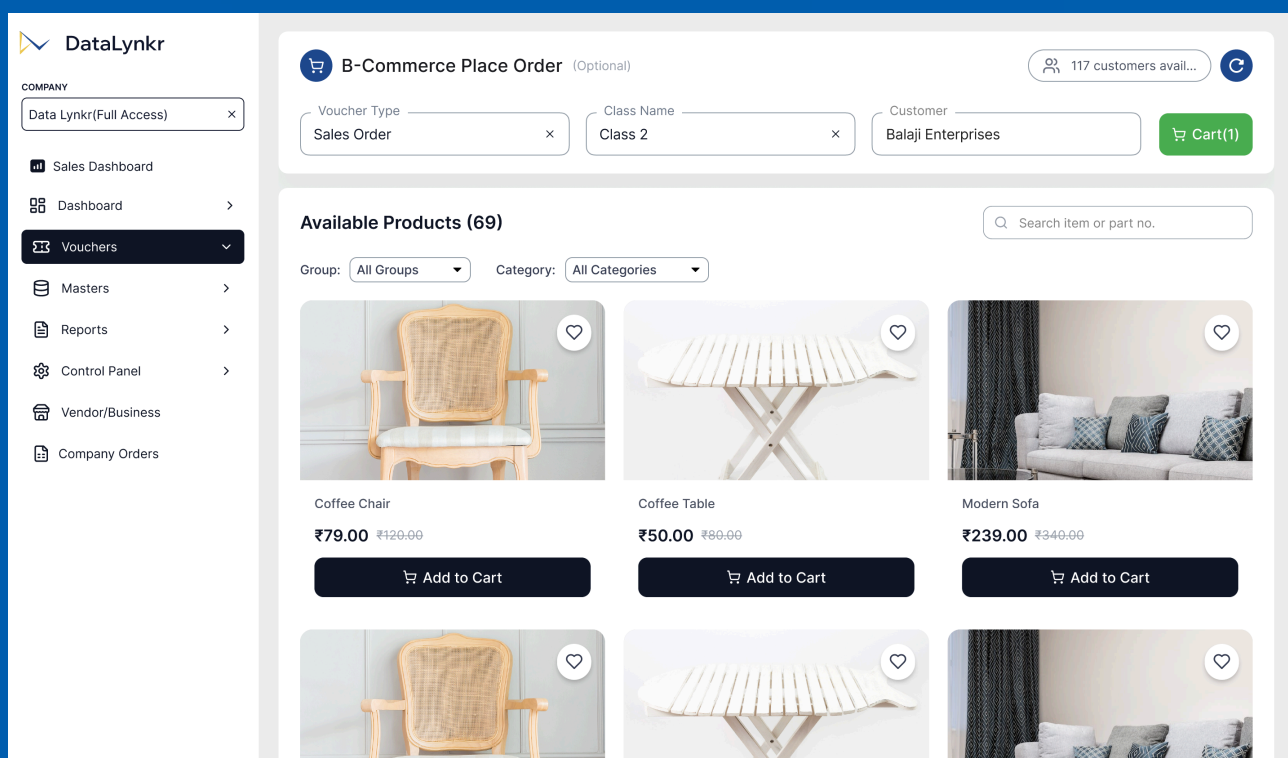 DataLynkr
COMPANY
Data Lynkr(Full Access)
Sales Dashboard
Dashboard
Vouchers
Masters
Reports
Control Panel
Vendor/Business
Company Orders
B-Commerce Place Order (Optional)
117 customers avail...
Voucher Type
Sales Order
Class Name
Class 2
Customer
Balaji Enterprises
Cart(1)
Available Products (69)
Search item or part no.
Group: All Groups
Category: All Categories
Coffee Chair
₹79.00 ₹120.00
Add to Cart
Coffee Table
₹50.00 ₹80.00
Add to Cart
Modern Sofa
₹239.00 ₹340.00
Add to Cart